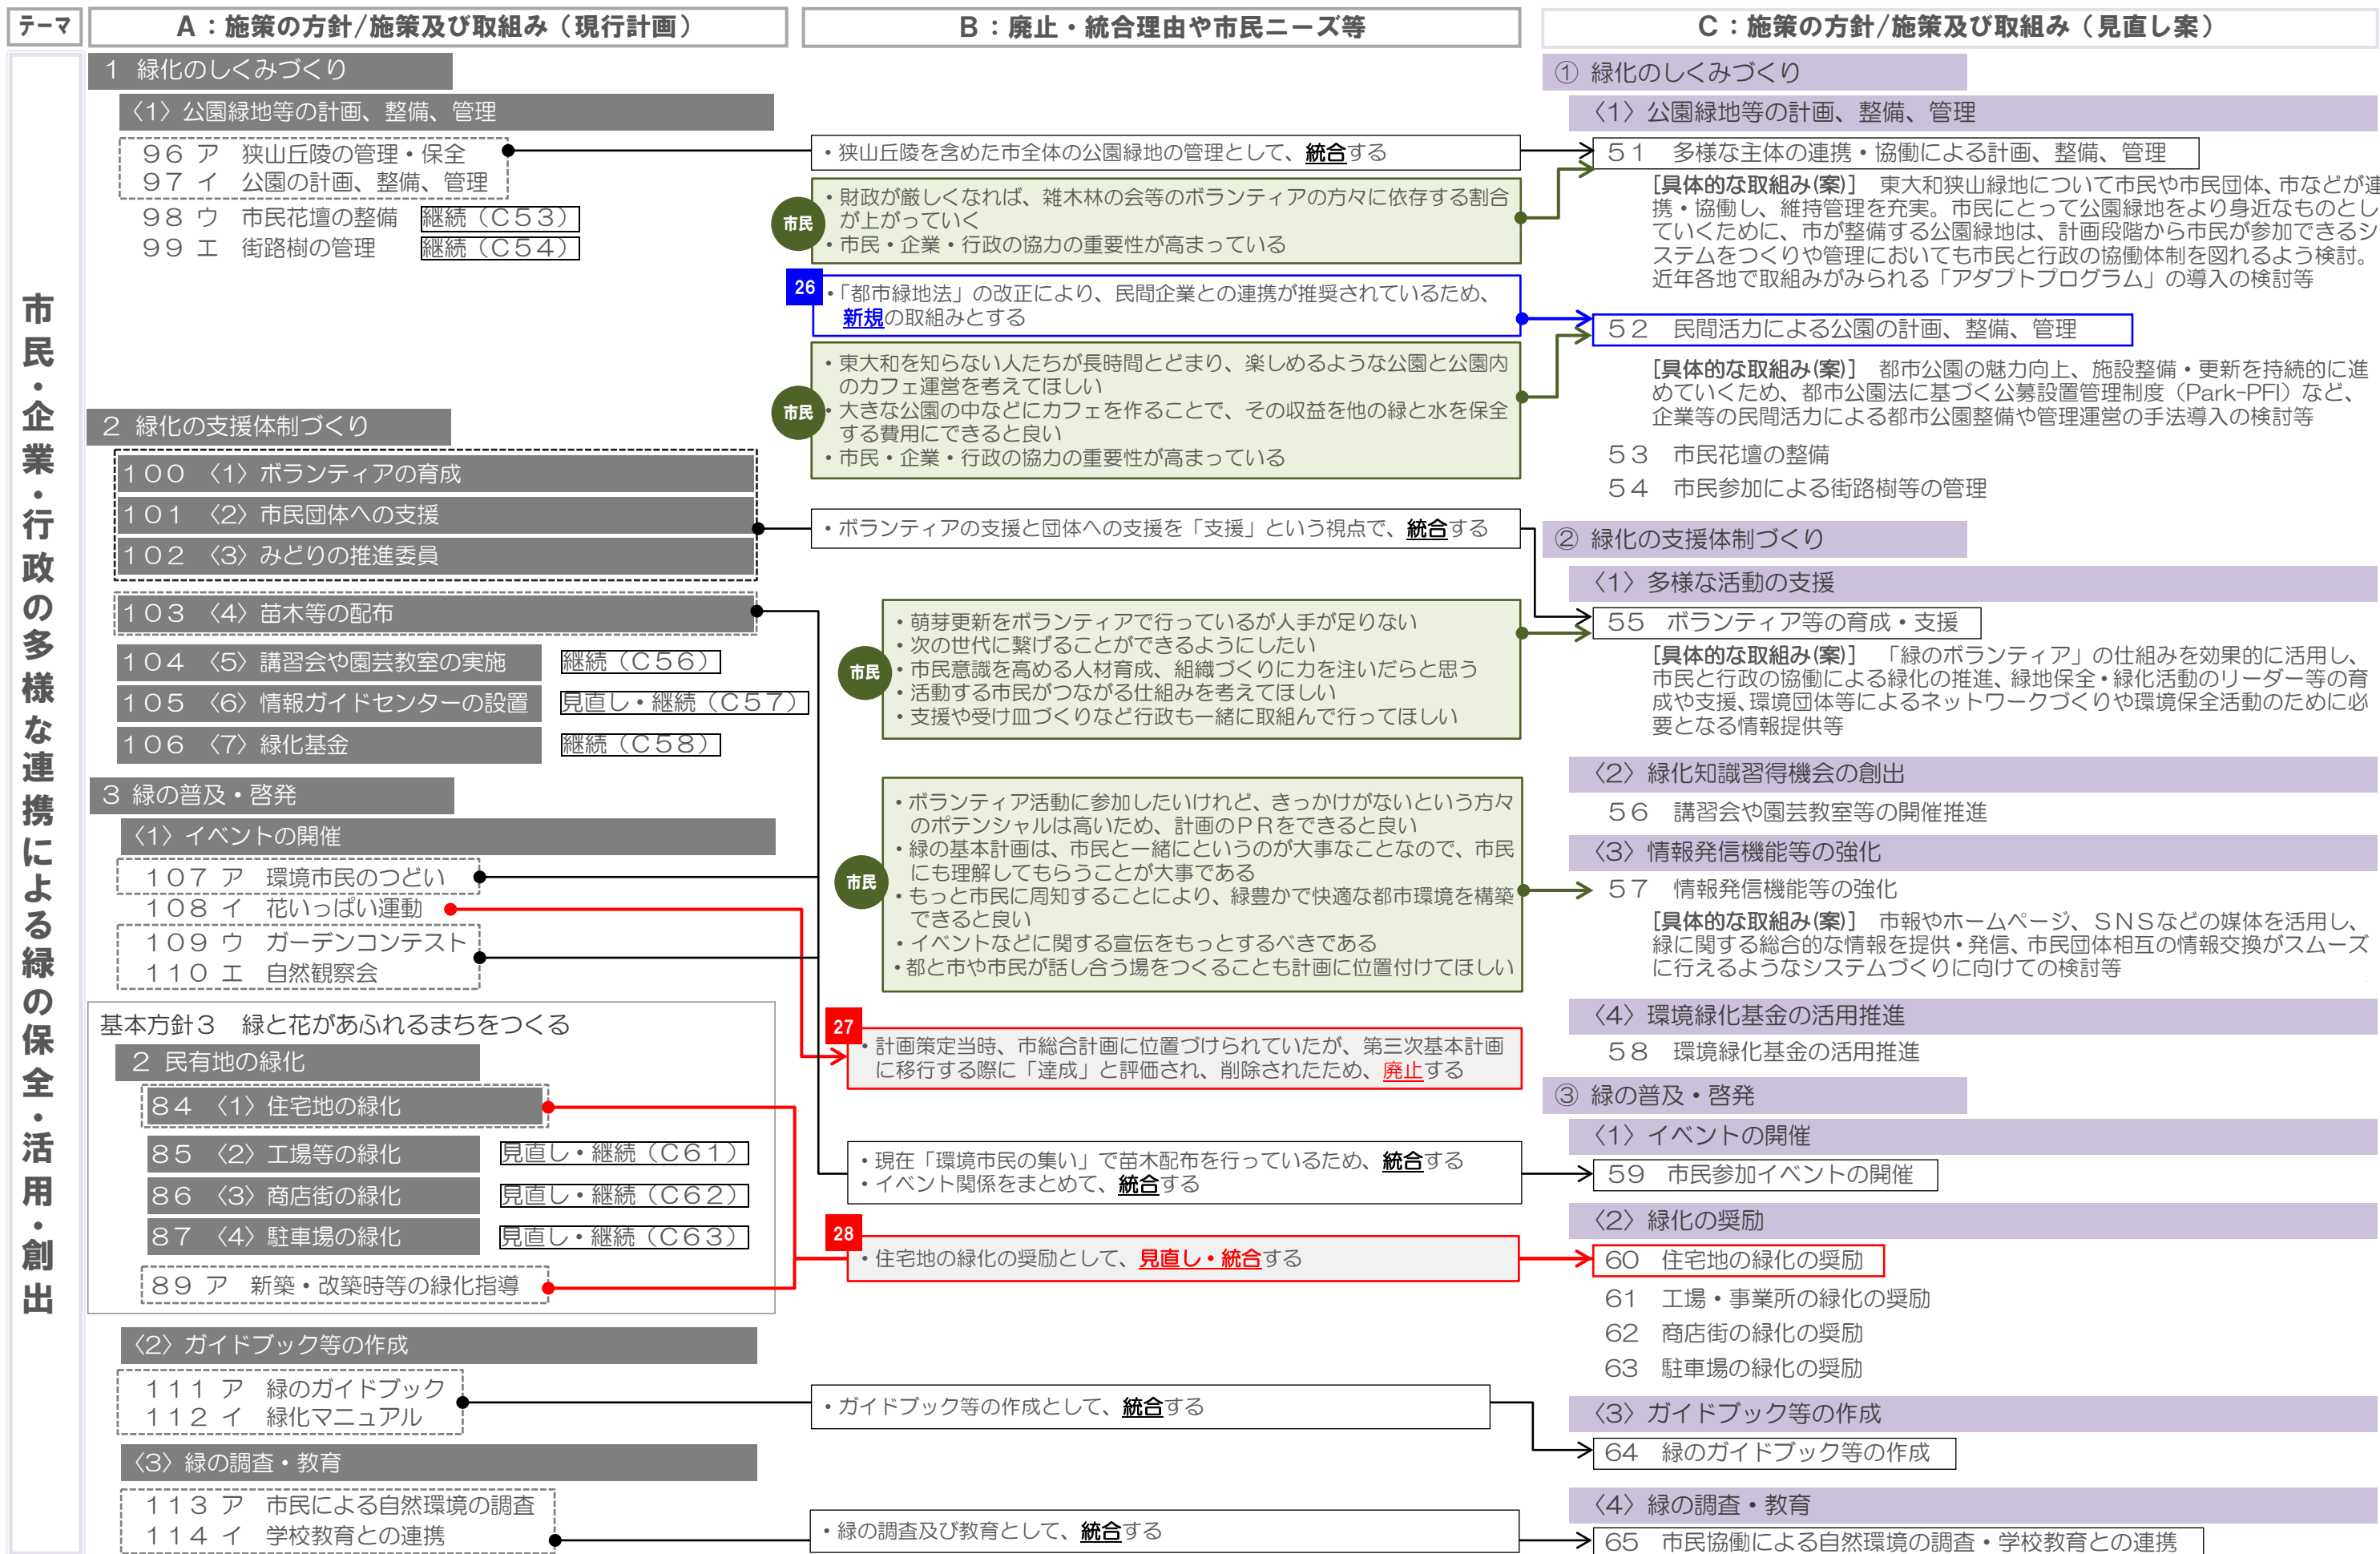 テーマ
A：施策の方針/施策及び取組み（現行計画）
B：廃止・統合理由や市民ニーズ等
C：施策の方針/施策及び取組み（見直し案）
市民・企業・行政の多様な連携による緑の保全・活用・創出
1 緑化のしくみづくり
〈1〉公園緑地等の計画、整備、管理
96 ア 狭山丘陵の管理・保全
97 イ 公園の計画、整備、管理
98 ウ 市民花壇の整備 継続（C53）
99 エ 街路樹の管理 継続（C54）
2 緑化の支援体制づくり
100 〈1〉ボランティアの育成
101 〈2〉市民団体への支援
102 〈3〉みどりの推進委員
103 〈4〉苗木等の配布
104 〈5〉講習会や園芸教室の実施 継続（C56）
105 〈6〉情報ガイドセンターの設置 見直し・継続（C57）
106 〈7〉緑化基金 継続（C58）
3 緑の普及・啓発
〈1〉イベントの開催
107 ア 環境市民のつどい
108 イ 花いっぱい運動
109 ウ ガーデンコンテスト
110 エ 自然観察会
基本方針3 緑と花があふれるまちをつくる
2 民有地の緑化
84 〈1〉住宅地の緑化
85 〈2〉工場等の緑化 見直し・継続（C61）
86 〈3〉商店街の緑化 見直し・継続（C62）
87 〈4〉駐車場の緑化 見直し・継続（C63）
89 ア 新築・改築時等の緑化指導
〈2〉ガイドブック等の作成
111 ア 緑のガイドブック
112 イ 緑化マニュアル
〈3〉緑の調査・教育
113 ア 市民による自然環境の調査
114 イ 学校教育との連携
・狭山丘陵を含めた市全体の公園緑地の管理として、統合する
市民
・財政が厳しくなれば、雑木林の会等のボランティアの方々に依存する割合
が上がっていく
・市民・企業・行政の協力の重要性が高まっている
26
・「都市緑地法」の改正により、民間企業との連携が推奨されているため、
新規の取組みとする
市民
・東大和を知らない人たちが長時間とどまり、楽しめるような公園と公園内
のカフェ運営を考えてほしい
・大きな公園の中などにカフェを作ることで、その収益を他の緑と水を保全
する費用にできると良い
・市民・企業・行政の協力の重要性が高まっている
・ボランティアの支援と団体への支援を「支援」という視点で、統合する
市民
・萌芽更新をボランティアで行っているが人手が足りない
・次の世代に繋げることができるようにしたい
・市民意識を高める人材育成、組織づくりに力を注いだらと思う
・活動する市民がつながる仕組みを考えてほしい
・支援や受け皿づくりなど行政も一緒に取組んで行ってほしい
市民
・ボランティア活動に参加したいけれど、きっかけがないという方々
のポテンシャルは高いため、計画のPRをできると良い
・緑の基本計画は、市民と一緒にというのが大事なことなので、市民
にも理解してもらうことが大事である
・もっと市民に周知することにより、緑豊かで快適な都市環境を構築
できると良い
・イベントなどに関する宣伝をもっとするべきである
・都と市や市民が話し合う場をつくることも計画に位置付けてほしい
27
・計画策定当時、市総合計画に位置づけられていたが、第三次基本計画
に移行する際に「達成」と評価され、削除されたため、廃止する
・現在「環境市民の集い」で苗木配布を行っているため、統合する
・イベント関係をまとめて、統合する
28
・住宅地の緑化の奨励として、見直し・統合する
・ガイドブック等の作成として、統合する
・緑の調査及び教育として、統合する
① 緑化のしくみづくり
〈1〉公園緑地等の計画、整備、管理
51 多様な主体の連携・協働による計画、整備、管理
[具体的な取組み(案)] 東大和狭山緑地について市民や市民団体、市などが連
携・協働し、維持管理を充実。市民にとって公園緑地をより身近なものとし
ていくために、市が整備する公園緑地は、計画段階から市民が参加できるシ
ステムをつくりや管理においても市民と行政の協働体制を図れるよう検討。
近年各地で取組みがみられる「アダプトプログラム」の導入の検討等
52 民間活力による公園の計画、整備、管理
[具体的な取組み(案)] 都市公園の魅力向上、施設整備・更新を持続的に進
めていくため、都市公園法に基づく公募設置管理制度（Park-PFI）など、
企業等の民間活力による都市公園整備や管理運営の手法導入の検討等
53 市民花壇の整備
54 市民参加による街路樹等の管理
② 緑化の支援体制づくり
〈1〉多様な活動の支援
55 ボランティア等の育成・支援
[具体的な取組み(案)] 「緑のボランティア」の仕組みを効果的に活用し、
市民と行政の協働による緑化の推進、緑地保全・緑化活動のリーダー等の育
成や支援、環境団体等によるネットワークづくりや環境保全活動のために必
要となる情報提供等
〈2〉緑化知識習得機会の創出
56 講習会や園芸教室等の開催推進
〈3〉情報発信機能等の強化
57 情報発信機能等の強化
[具体的な取組み(案)] 市報やホームページ、SNSなどの媒体を活用し、
緑に関する総合的な情報を提供・発信、市民団体相互の情報交換がスムーズ
に行えるようなシステムづくりに向けての検討等
〈4〉環境緑化基金の活用推進
58 環境緑化基金の活用推進
③ 緑の普及・啓発
〈1〉イベントの開催
59 市民参加イベントの開催
〈2〉緑化の奨励
60 住宅地の緑化の奨励
61 工場・事業所の緑化の奨励
62 商店街の緑化の奨励
63 駐車場の緑化の奨励
〈3〉ガイドブック等の作成
64 緑のガイドブック等の作成
〈4〉緑の調査・教育
65 市民協働による自然環境の調査・学校教育との連携